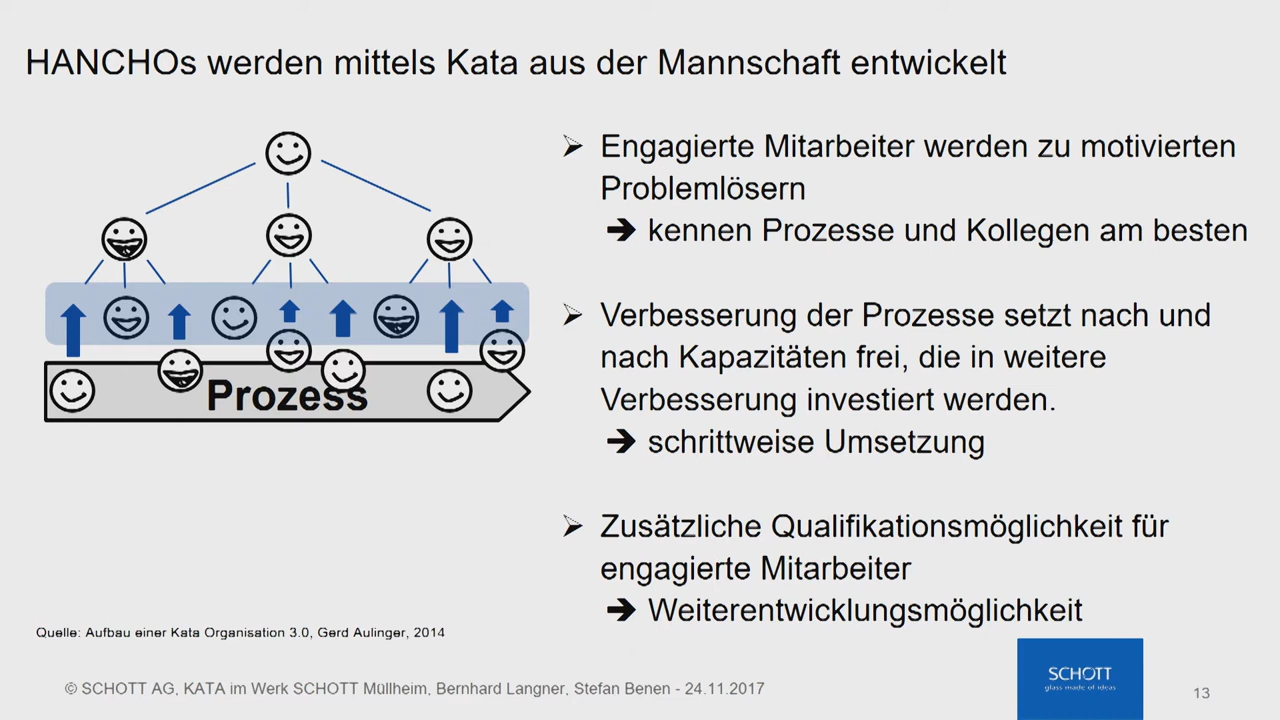 HANCHOs werden mittels Kata aus der Mannschaft entwickelt
Prozess
➢ Engagierte Mitarbeiter werden zu motivierten
Problemlösern
➔ kennen Prozesse und Kollegen am besten
➢ Verbesserung der Prozesse setzt nach und
nach Kapazitäten frei, die in weitere
Verbesserung investiert werden.
➔ schrittweise Umsetzung
➢ Zusätzliche Qualifikationsmöglichkeit für
engagierte Mitarbeiter
➔ Weiterentwicklungsmöglichkeit
Quelle: Aufbau einer Kata Organisation 3.0, Gerd Aulinger, 2014
© SCHOTT AG, KATA im Werk SCHOTT Mülheim, Bernhard Langner, Stefan Benen - 24.11.2017
SCHOTT
glass made of ideas
13